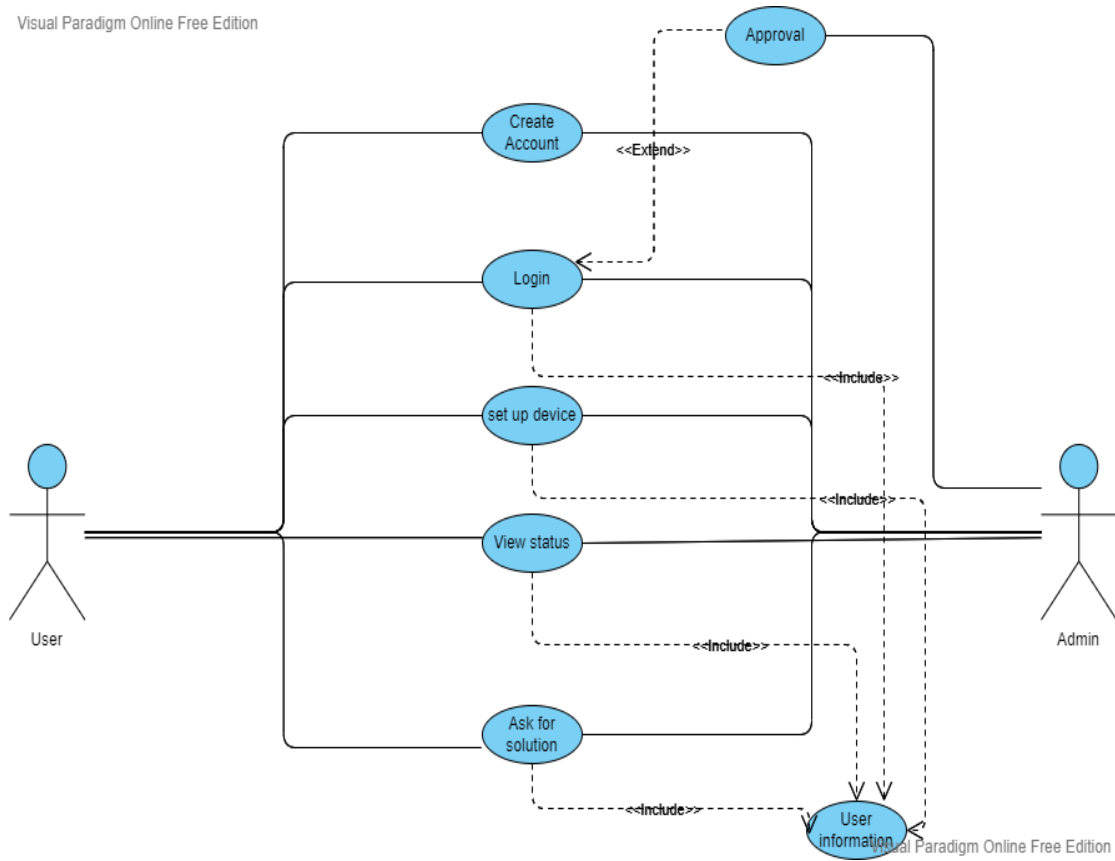 Visual Paradigm Online Free Edition
Approval
Create
Account
<<Extend>>
Login
<<Include>>
set up device
<<Include>>
View status
User
Admin
<<Include>>
Ask for
solution
<<Include>>
User
information
Visual Paradigm Online Free Edition